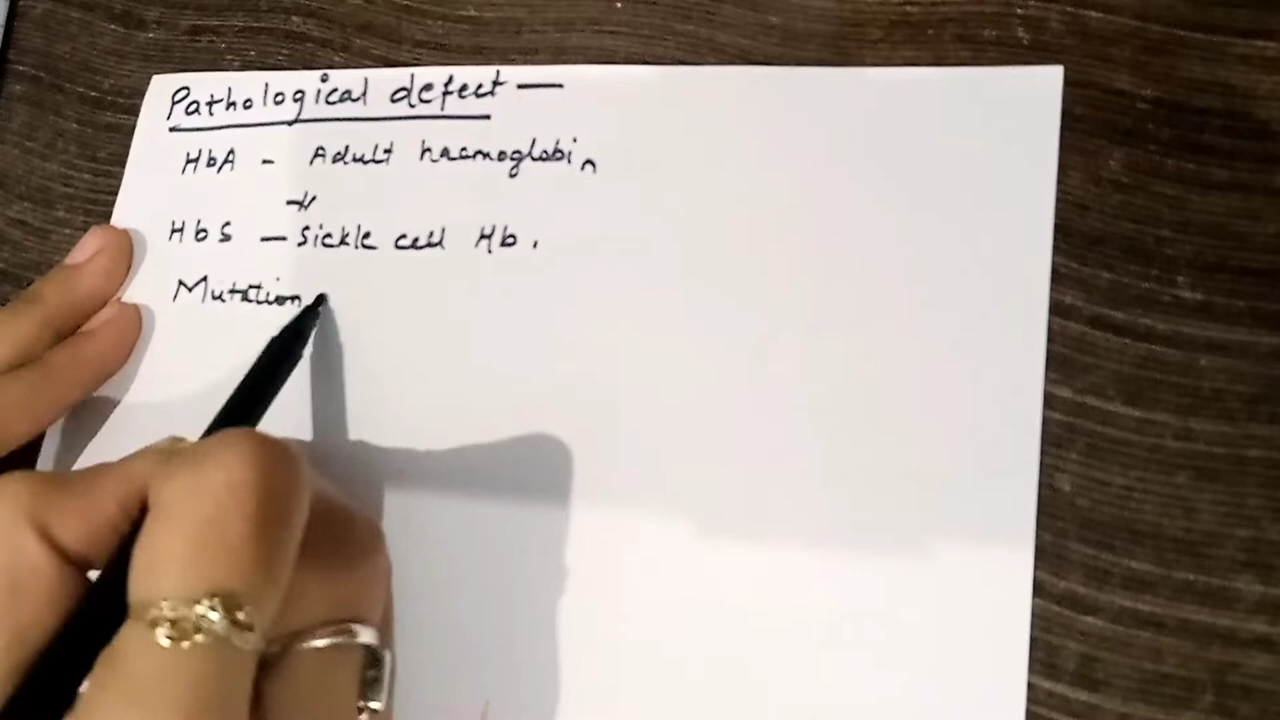 Pathological defect —
HbA - Adult haemoglobin
HbS - Sickle cell Hb.
Mutation